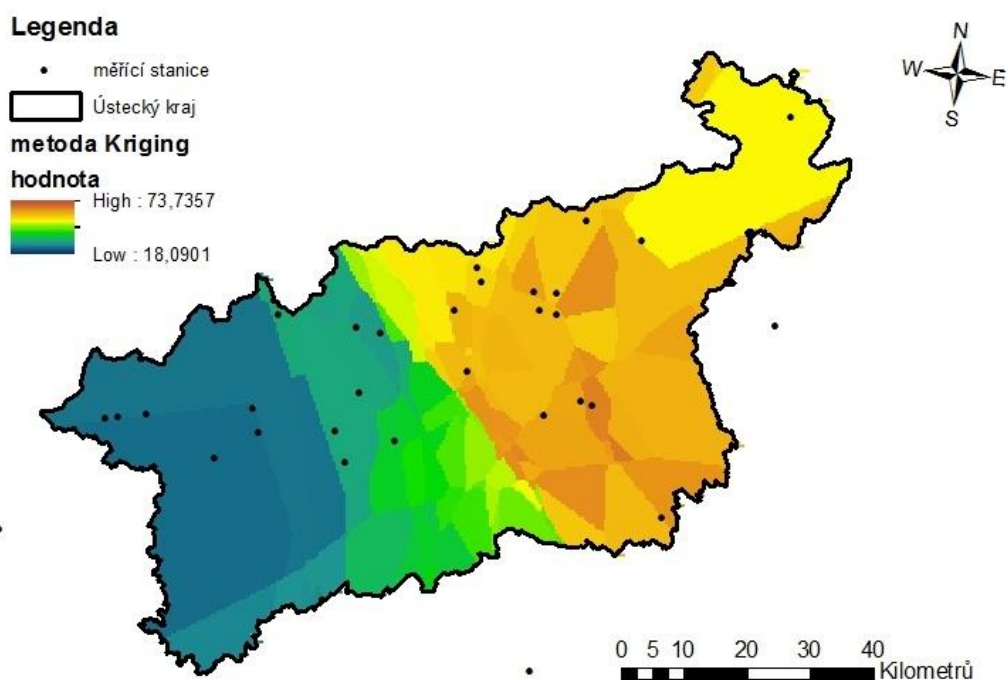 Legenda
měřící stanice
Ústecký kraj
metoda Kriging
hodnota
High : 73,7357
Low : 18,0901
N
W
E
S
0 5 10 20 30 40
Kilometrů